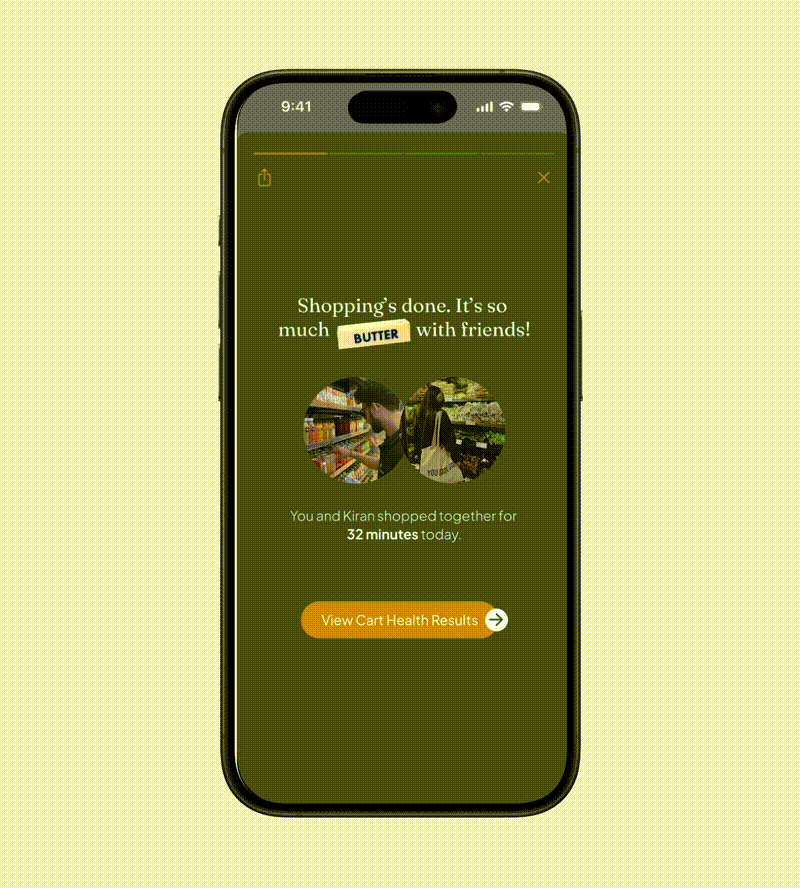 9:41
Shopping's done. It's so
much BUTTER with friends!
You and Kiran shopped together for
32 minutes today.
View Cart Health Results